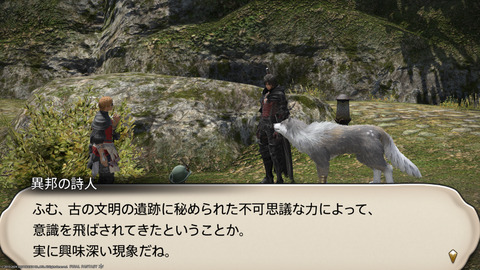 異邦の詩人
ふむ、古の文明の遺跡に秘められた不可思議な力によって、
意識を飛ばされてきたということか。
実に興味深い現象だね。